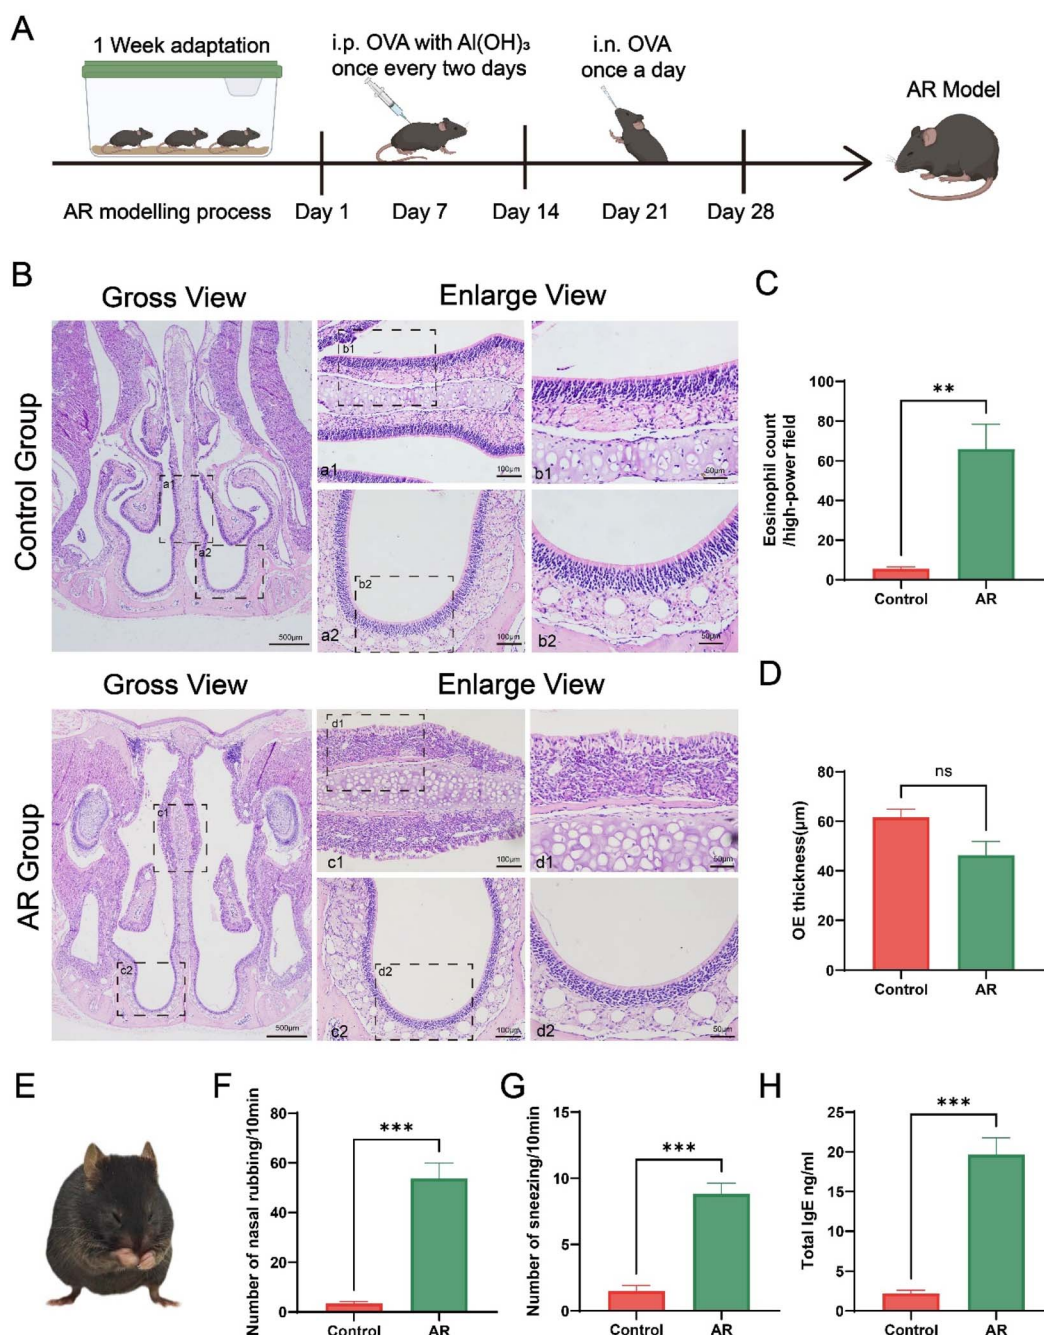 A
1 Week adaptation
i.p. OVA with Al(OH)₃
once every two days
i.n. OVA
once a day
AR Model
AR modelling process
Day 1
Day 7
Day 14
Day 21
Day 28
B
Gross View
Enlarge View
Control Group
a1
a2
500μm
b1
a1
100μm
b1
50μm
b2
a2
100μm
b2
50μm
Gross View
Enlarge View
AR Group
c1
c2
500μm
d1
c1
100μm
d1
50μm
d2
c2
100μm
d2
50μm
C
Eosinophil count
/high-power field
100
80
60
40
20
0
**
Control
AR
D
OE thickness(μm)
80
60
40
20
0
ns
Control
AR
E
F
Number of nasal rubbing/10min
80
60
40
20
0
***
Control
AR
G
Number of sneezing/10min
15
10
5
0
***
Control
AR
H
Total IgE ng/ml
25
20
15
10
5
0
***
Control
AR